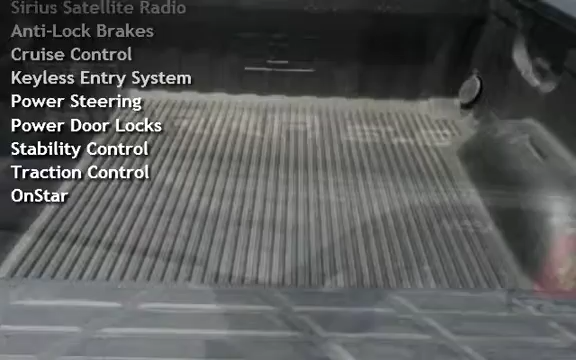 Sirius Satellite Radio
Anti-Lock Brakes
Cruise Control
Keyless Entry System
Power Steering
Power Door Locks
Stability Control
Traction Control
OnStar